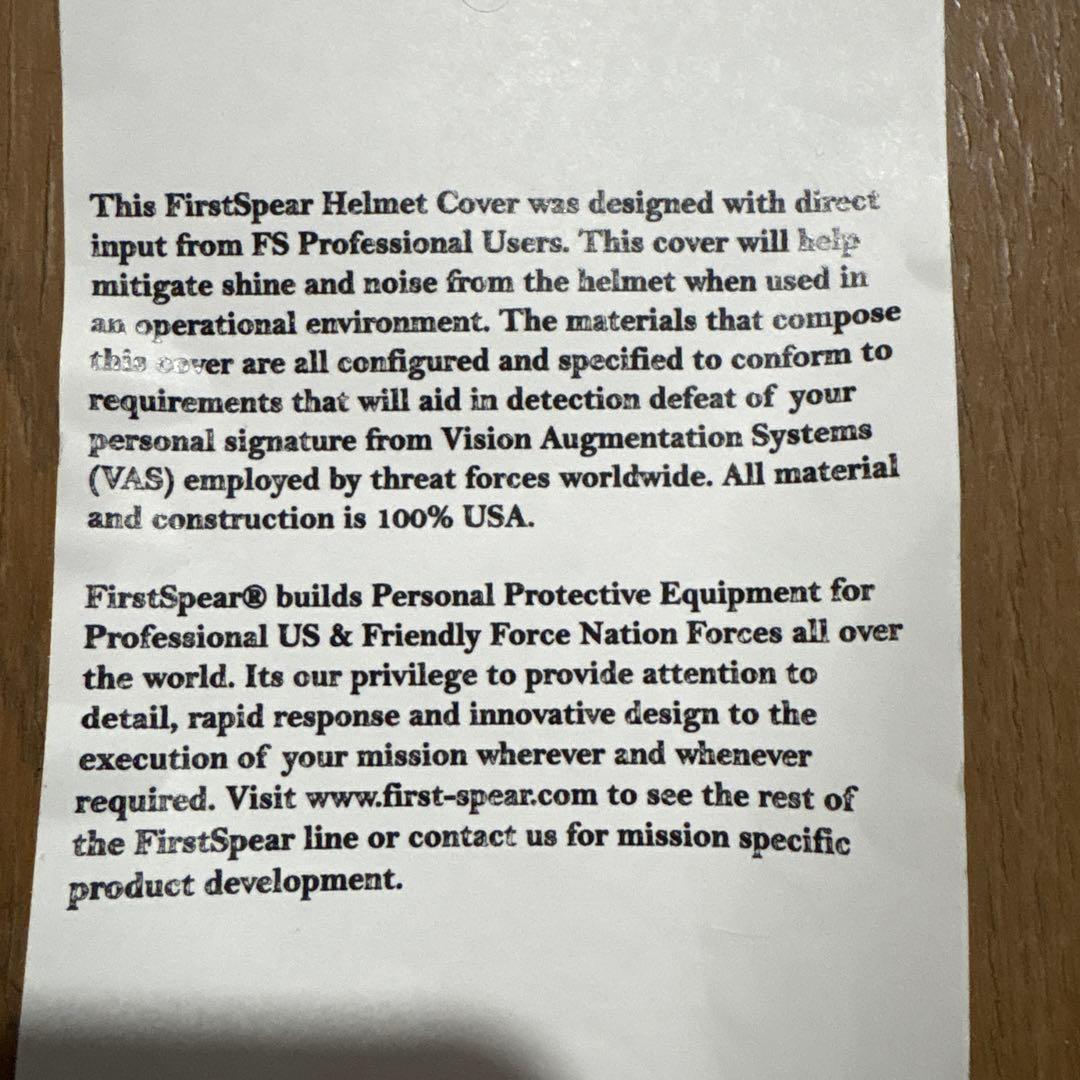 This FirstSpear Helmet Cover was designed with direct
input from FS Professional Users. This cover will help
mitigate shine and noise from the helmet when used in
an operational environment. The materials that compose
this cover are all configured and specified to conform to
requirements that will aid in detection defeat of your
personal signature from Vision Augmentation Systems
(VAS) employed by threat forces worldwide. All material
and construction is 100% USA.
FirstSpear® builds Personal Protective Equipment for
Professional US & Friendly Force Nation Forces all over
the world. Its our privilege to provide attention to
detail, rapid response and innovative design to the
execution of your mission wherever and whenever
required. Visit www.first-spear.com to see the rest of
the FirstSpear line or contact us for mission specific
product development.